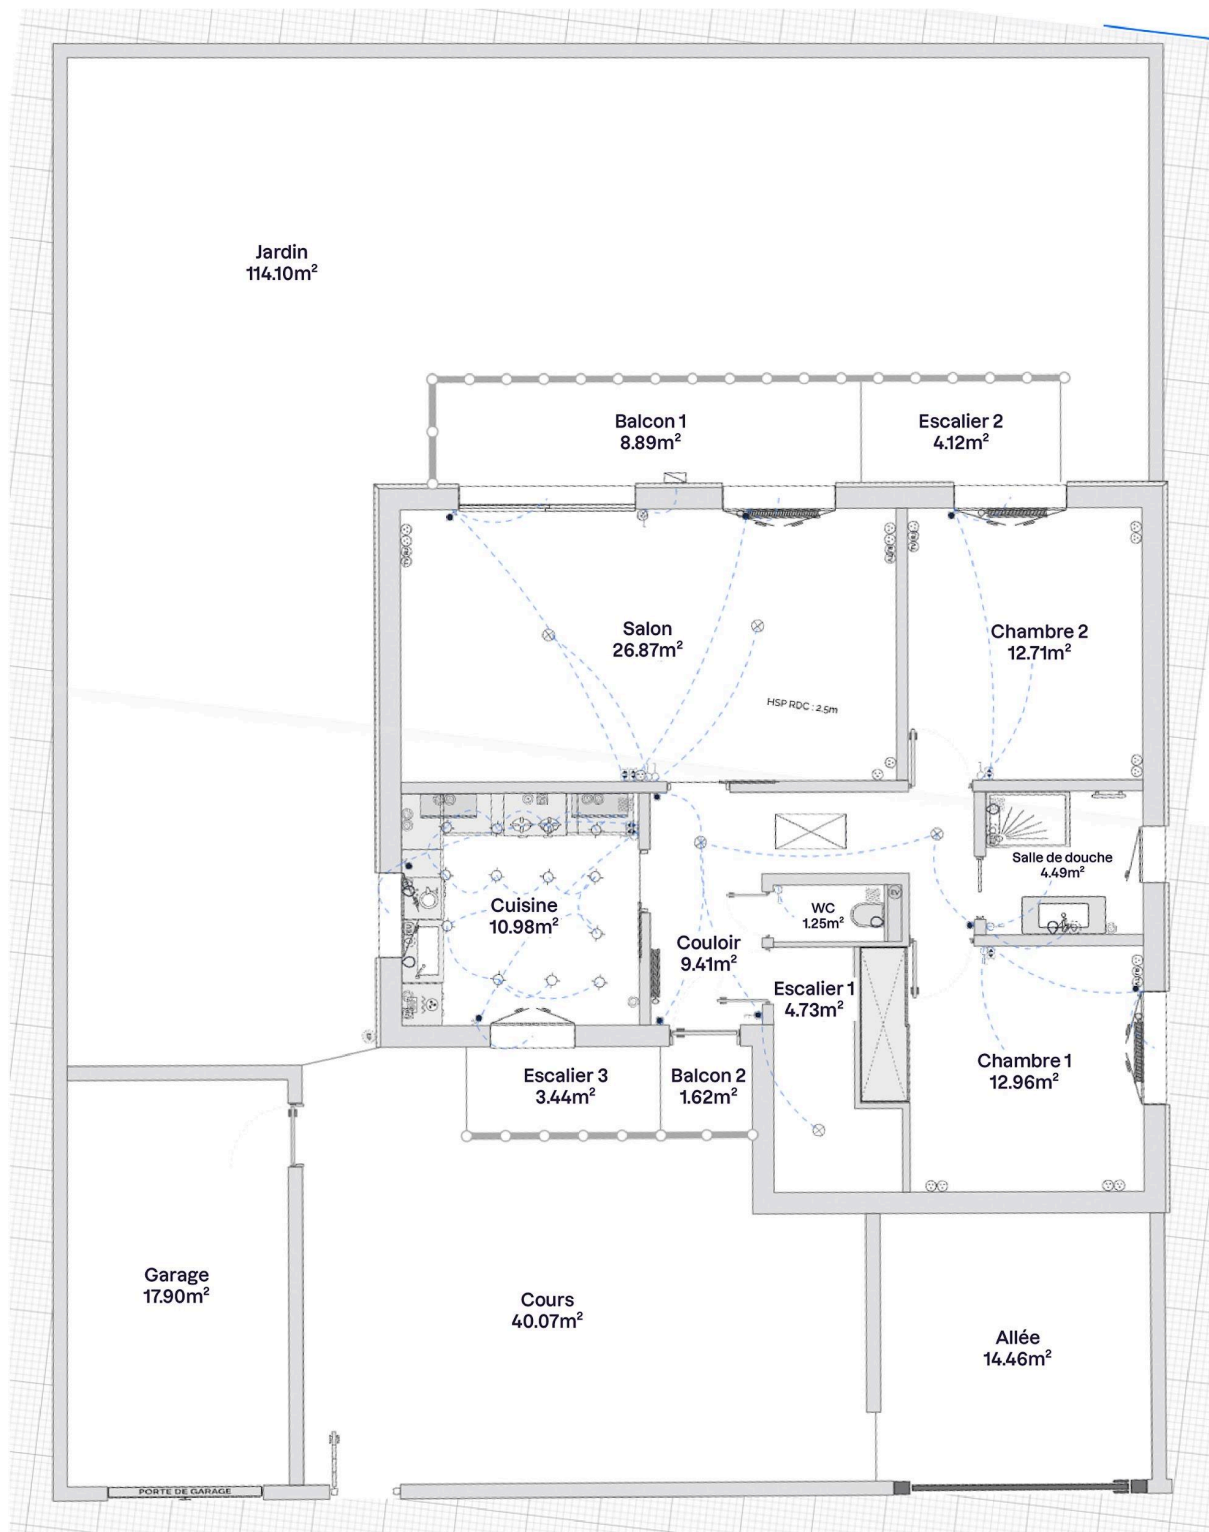 Jardin
114.10m²
Balcon 1
8.89m²
Escalier 2
4.12m²
Salon
26.87m²
Chambre 2
12.71m²
HSP RDC : 2.5m
Salle de douche
4.49m²
WC
1.25m²
Cuisine
10.98m²
Couloir
9.41m²
Escalier 1
4.73m²
Chambre 1
12.96m²
Escalier 3
3.44m²
Balcon 2
1.62m²
Garage
17.90m²
Cours
40.07m²
Allée
14.46m²
PORTE DE GARAGE